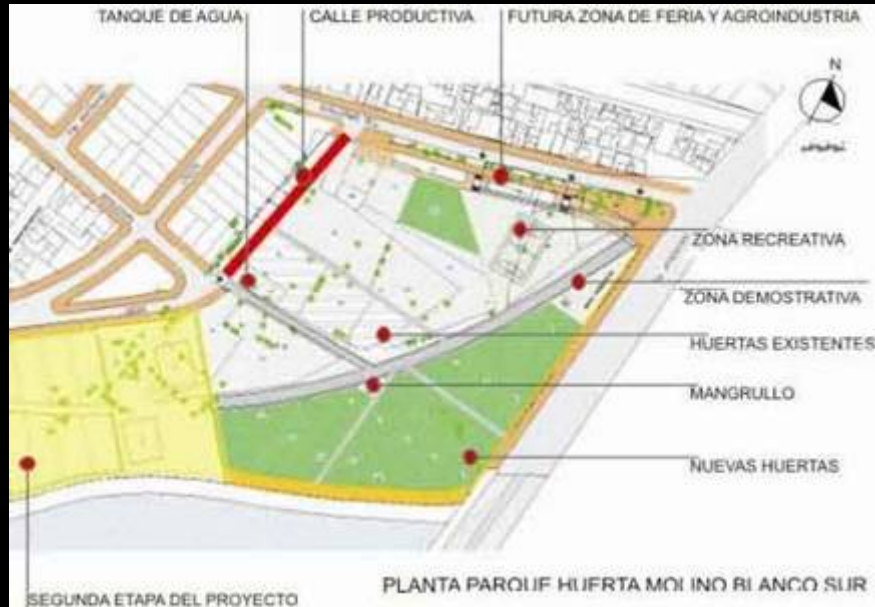 TANQUE DE AGUA
CALLE PRODUCTIVA
FUTURA ZONA DE FERIA Y AGROINDUSTRIA
N
ZONA RECREATIVA
ZONA DEMOSTRATIVA
HUERTAS EXISTENTES
MANGRULLO
NUEVAS HUERTAS
SEGUNDA ETAPA DEL PROYECTO
PLANTA PARQUE HUERTA MOLINO BLANCO SUR